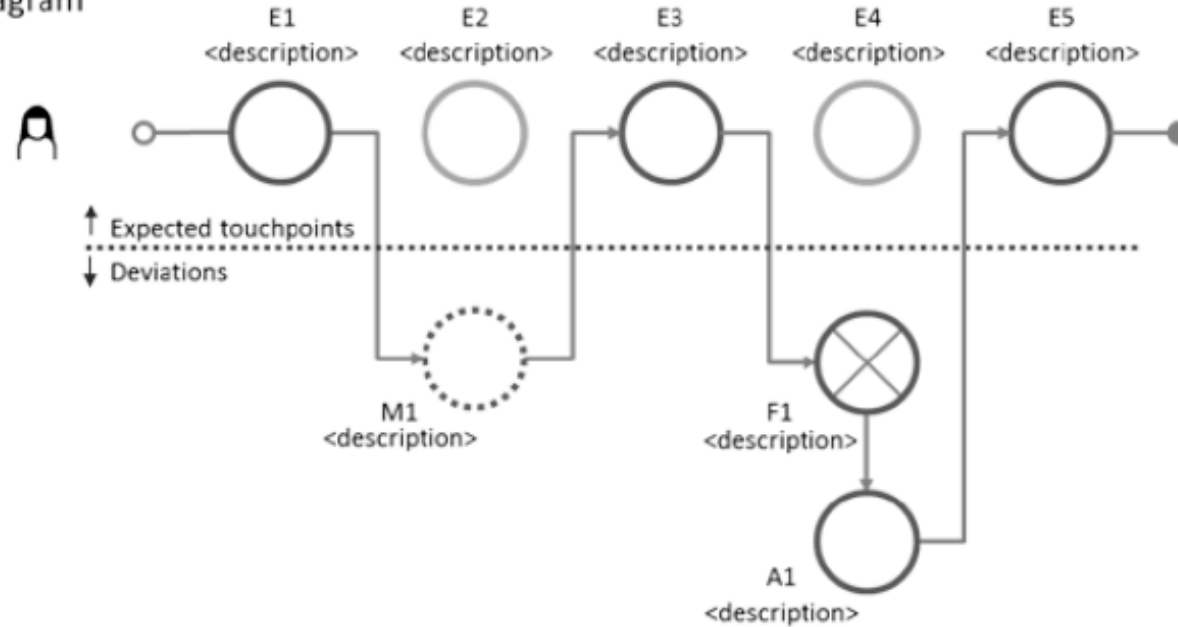 E1 E2 E3 E4 E5
<description> <description> <description> <description> <description>
Expected touchpoints
Deviations
M1 F1
<description> <description>
A1
<description>